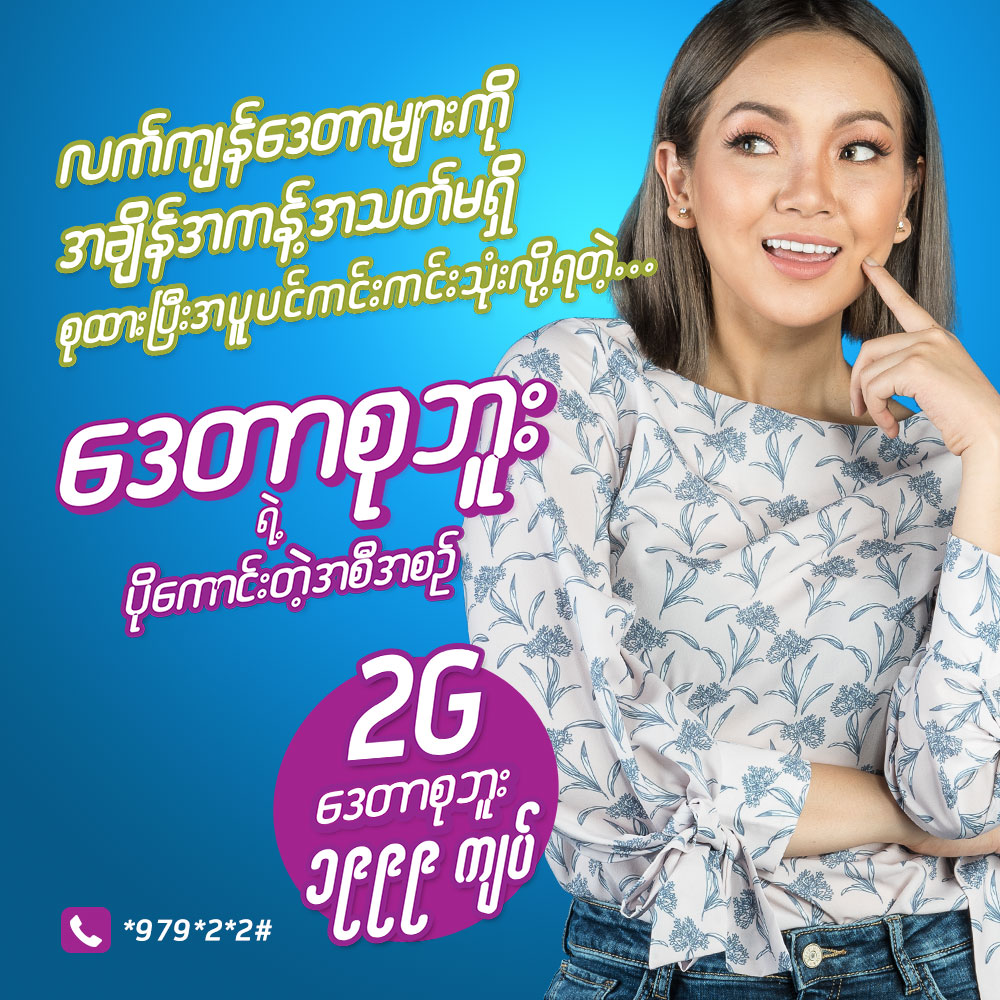 လက်ကျန်ဒေတာများကို
အချိန်အကန့်အသတ်မရှိ
စုထားပြီးအပူပင်ကင်းကင်းသုံးလို့ရတဲ့...
ဒေတာစုဘူး
ရဲ့
ပိုကောင်းတဲ့အစီအစဉ်
2G
ဒေတာစုဘူး
၁၉၉၉ ကျပ်
*979*2*2#